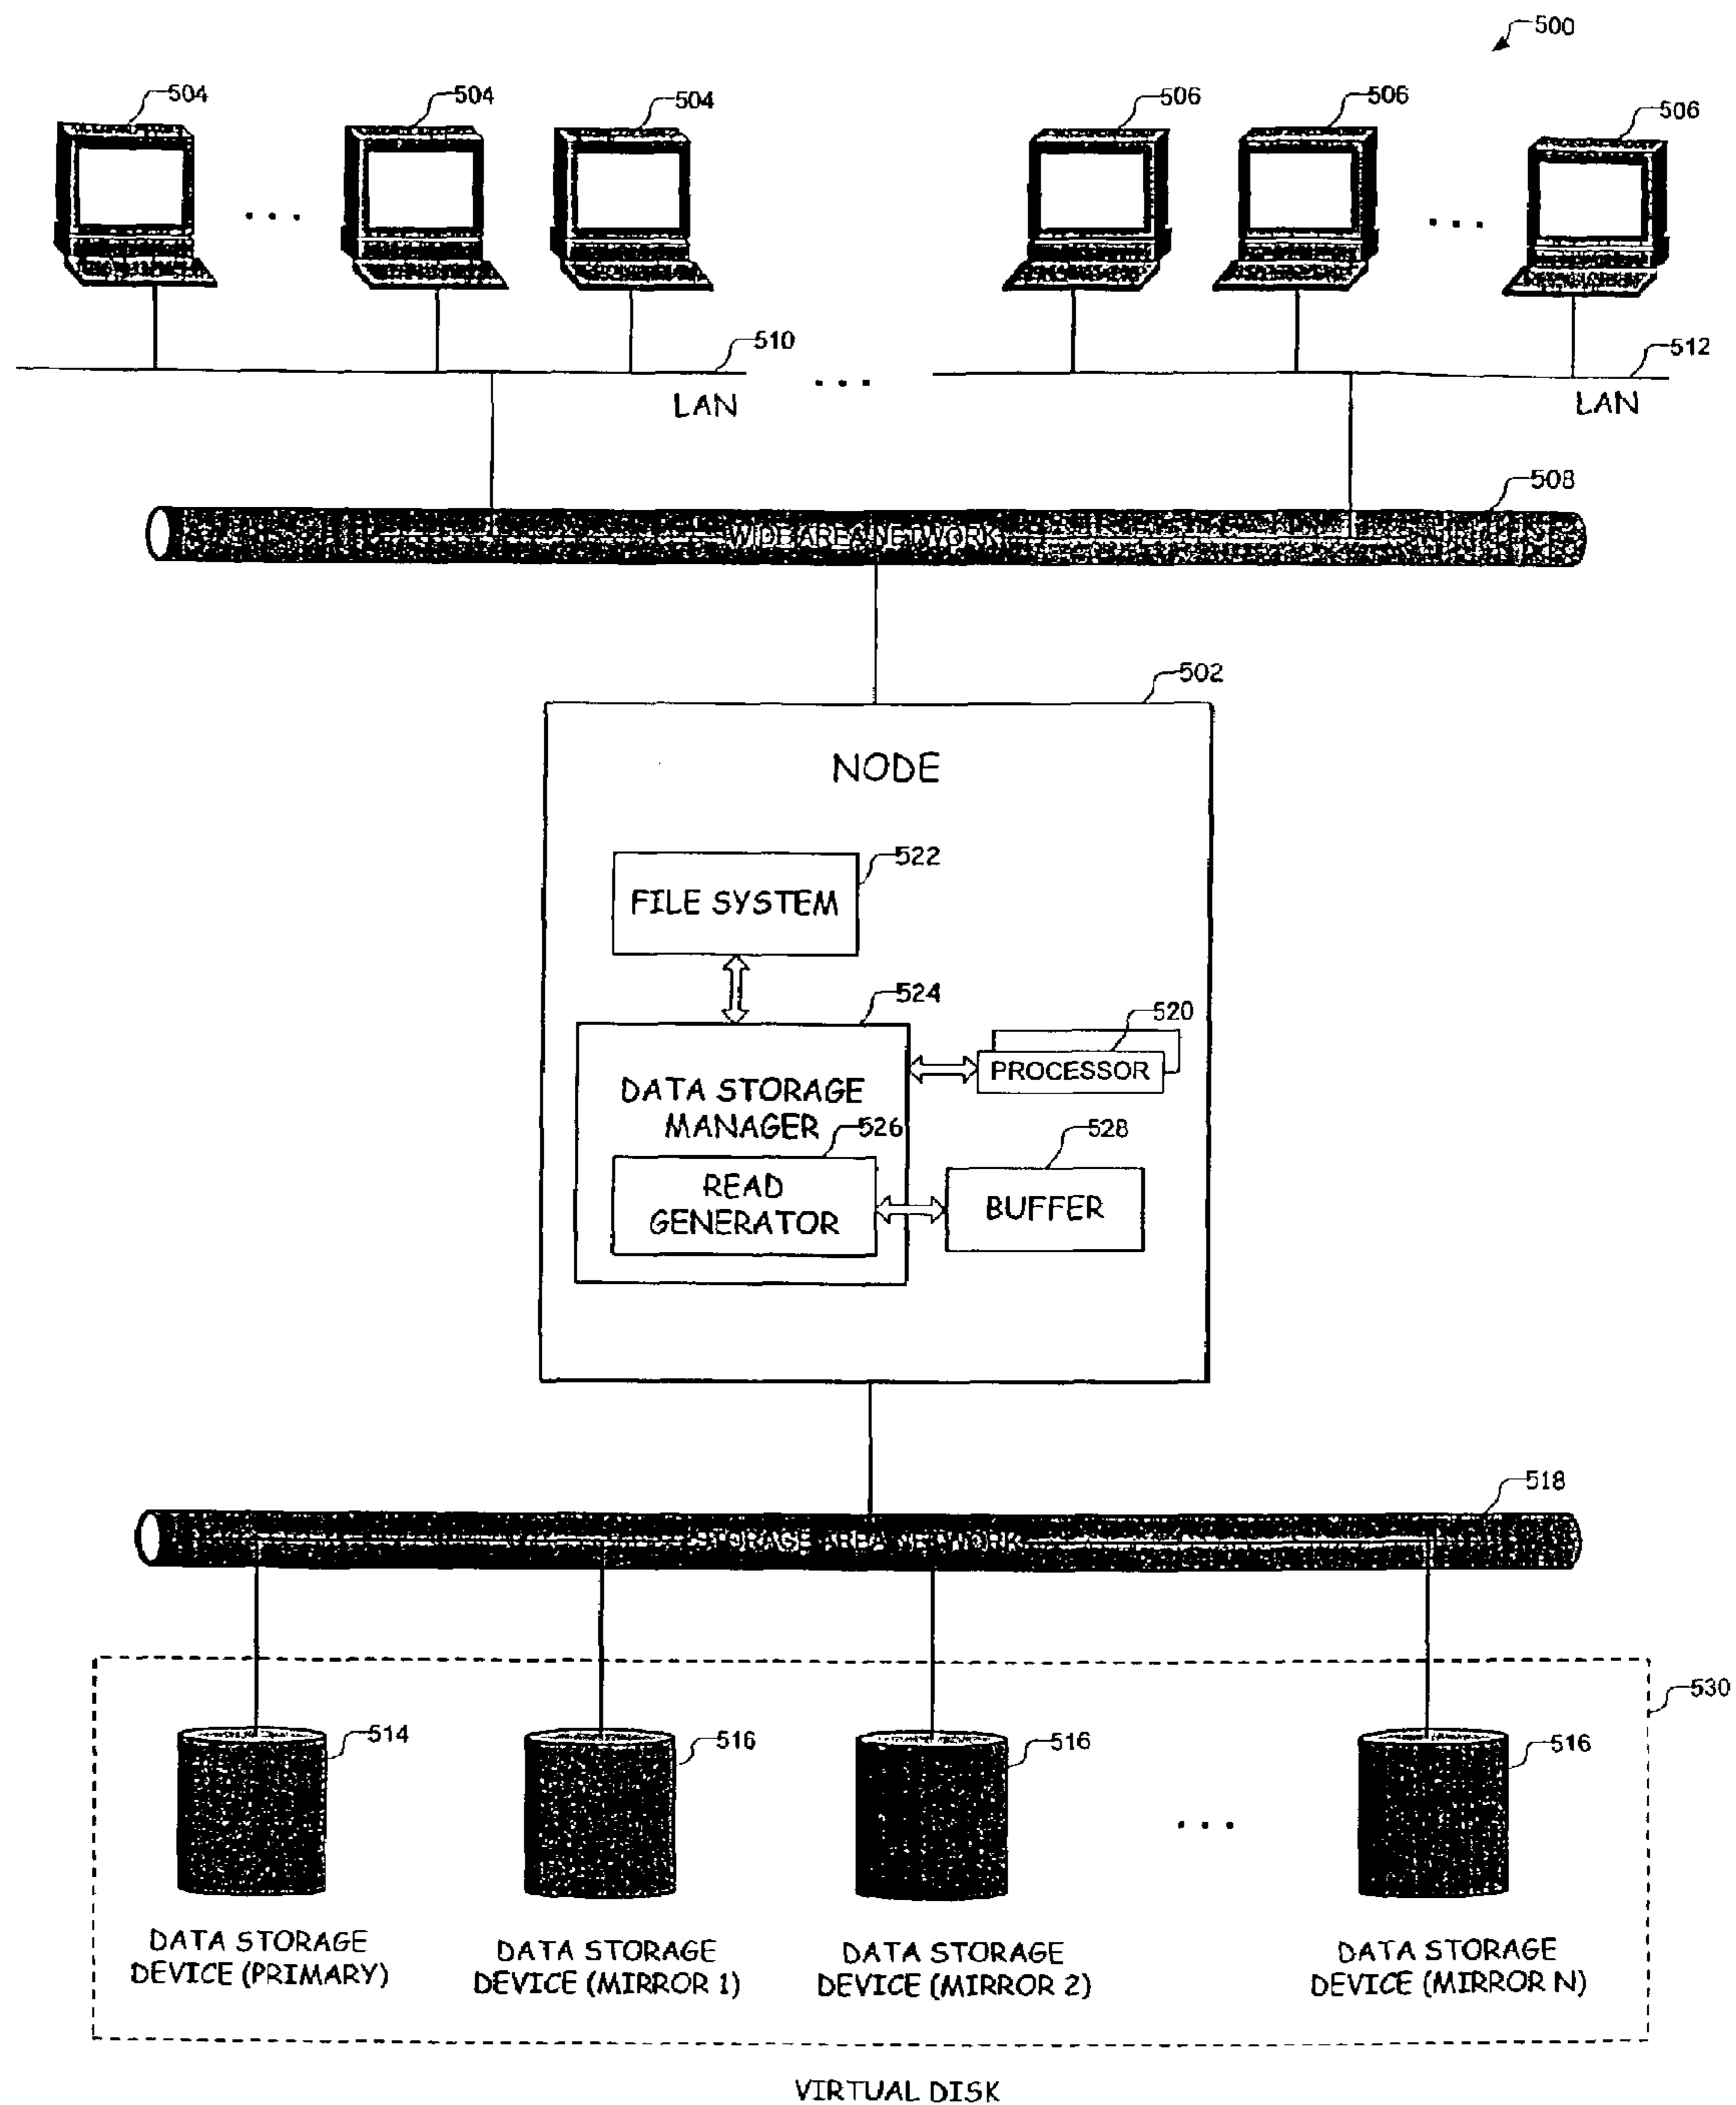 500
504
504
504
506
506
506
. . .
. . .
510
512
. . .
LAN
LAN
508
WIDE AREA NETWORK
502
NODE
522
FILE SYSTEM
524
520
PROCESSOR
DATA STORAGE
MANAGER
526
528
READ
GENERATOR
BUFFER
518
STORAGE AREA NETWORK
530
514
516
516
516
. . .
DATA STORAGE
DEVICE (PRIMARY)
DATA STORAGE
DEVICE (MIRROR 1)
DATA STORAGE
DEVICE (MIRROR 2)
DATA STORAGE
DEVICE (MIRROR N)
VIRTUAL DISK